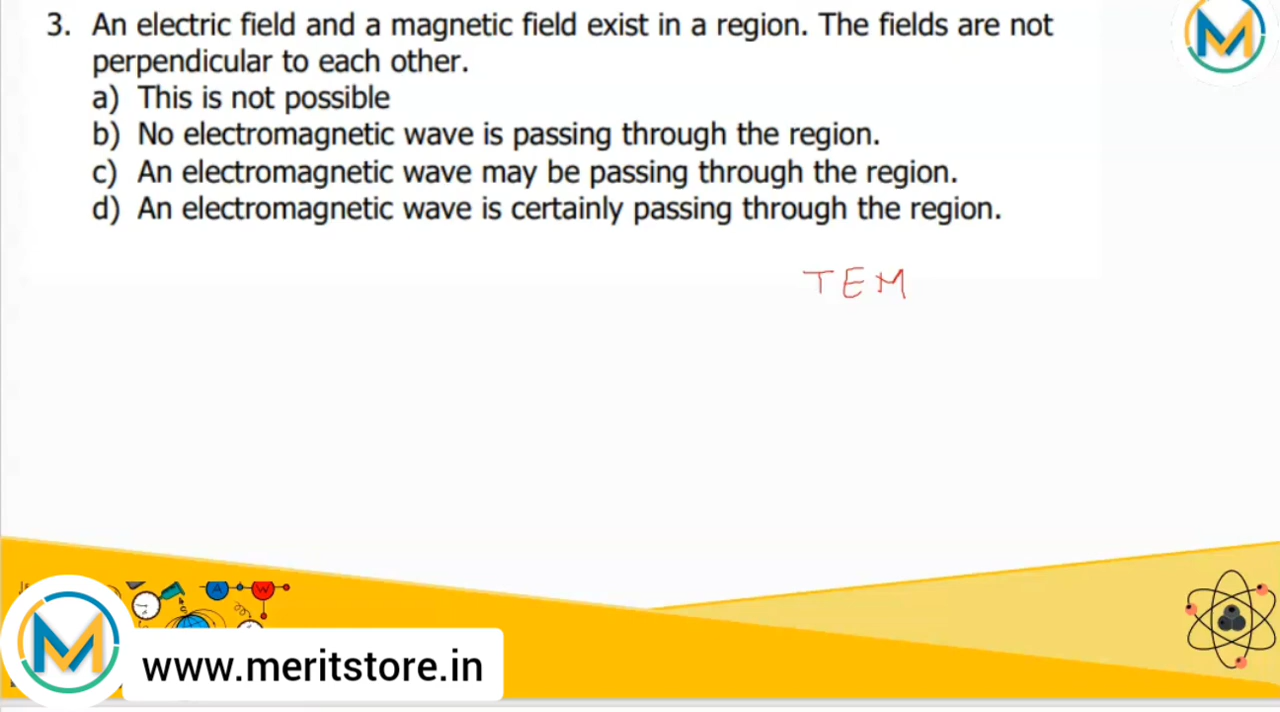 3. An electric field and a magnetic field exist in a region. The fields are not
perpendicular to each other.
a) This is not possible
b) No electromagnetic wave is passing through the region.
c) An electromagnetic wave may be passing through the region.
d) An electromagnetic wave is certainly passing through the region.
TEM
www.meritstore.in